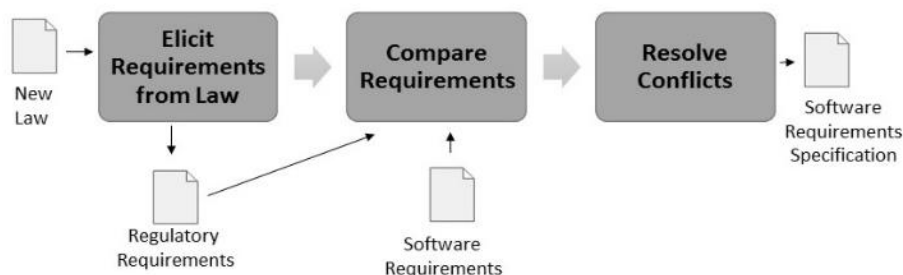 Elicit
Requirements
from Law
Compare
Requirements
Resolve
Conflicts
New
Law
Software
Requirements
Specification
Regulatory
Requirements
Software
Requirements